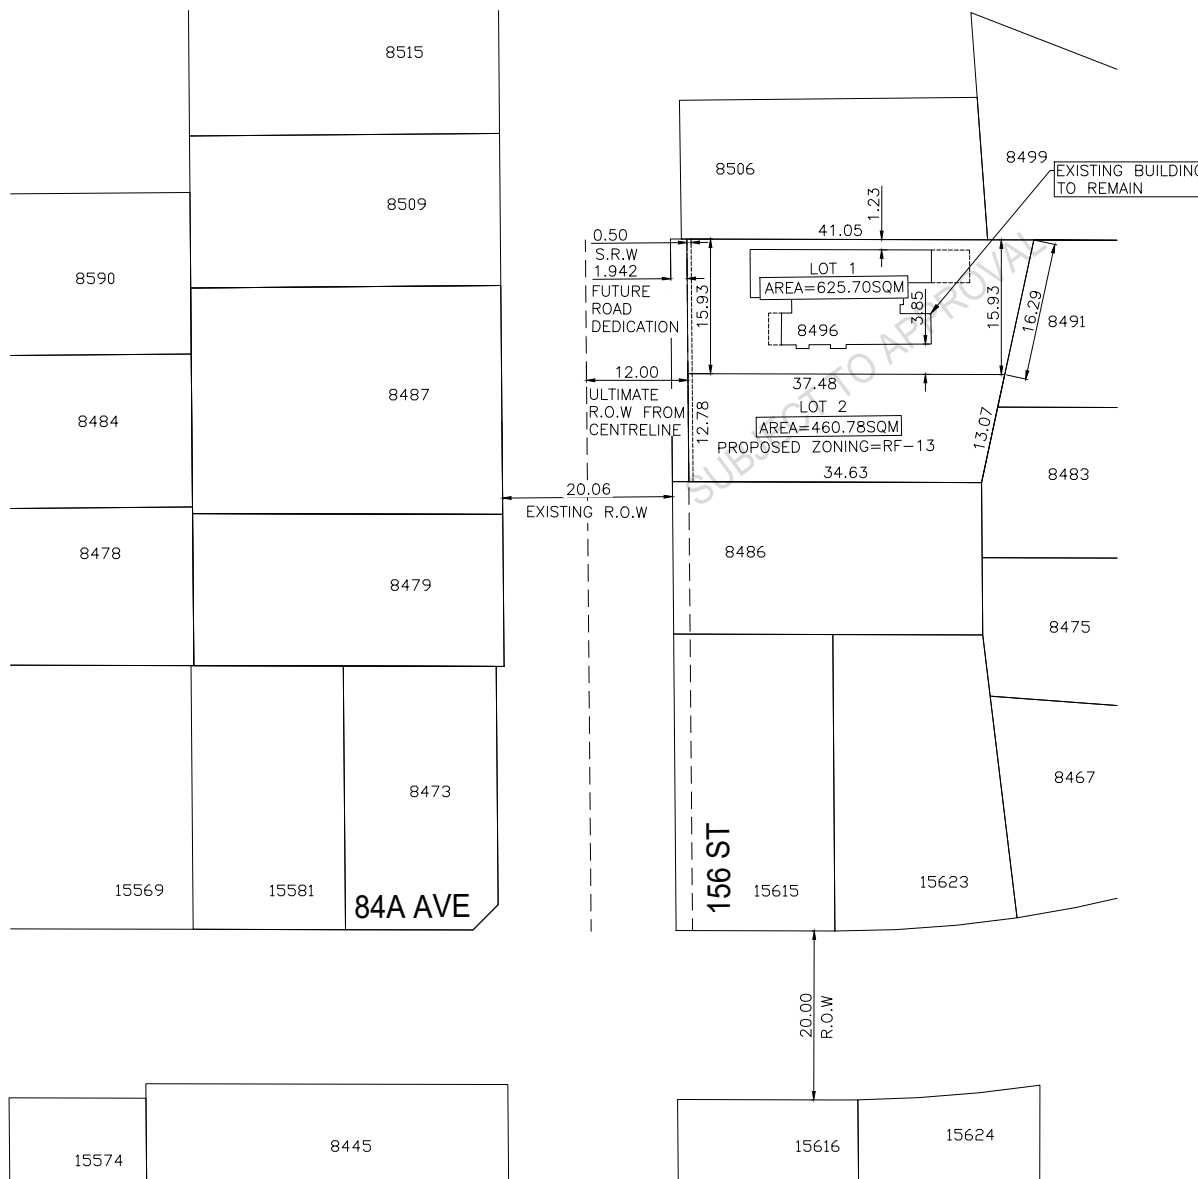 8515
8506
8499
EXISTING BUILDING
TO REMAIN
8509
8590
0.50
S.R.W
1.942
FUTURE
ROAD
DEDICATION
41.05
1.23
LOT 1
AREA=625.70SQM
15.93
3.85
15.93
16.29
8496
8491
12.00
ULTIMATE
R.O.W FROM
CENTRELINE
37.48
LOT 2
AREA=460.78SQM
PROPOSED ZONING=RF-13
12.78
13.07
34.63
SUBJECT TO APPROVAL
8487
8484
8483
20.06
EXISTING R.O.W
8478
8486
8479
8475
8473
8467
15569
15581
84A AVE
156 ST
15615
15623
20.00
R.O.W
15574
8445
15616
15624